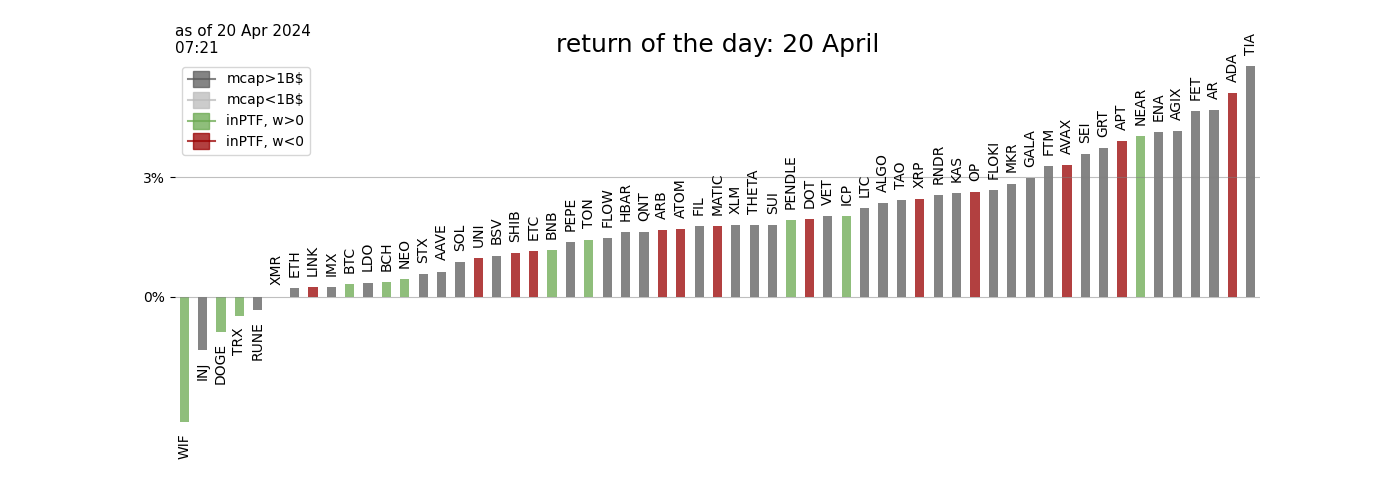 as of 20 Apr 2024
07:21
return of the day: 20 April
mcap>1B$
mcap<1B$
inPTF, w>0
inPTF, w<0
3%
0%
WIF
INJ
DOGE
TRX
RUNE
XMR
ETH
LINK
IMX
BTC
LDO
BCH
NEO
STX
AAVE
SOL
UNI
BSV
SHIB
ETC
BNB
PEPE
TON
FLOW
HBAR
QNT
ARB
ATOM
FIL
MATIC
XLM
THETA
SUI
PENDLE
DOT
VET
ICP
LTC
ALGO
TAO
XRP
RNDR
KAS
OP
FLOKI
MKR
GALA
FTM
AVAX
SEI
GRT
APT
NEAR
ENA
AGIX
FET
AR
ADA
TIA